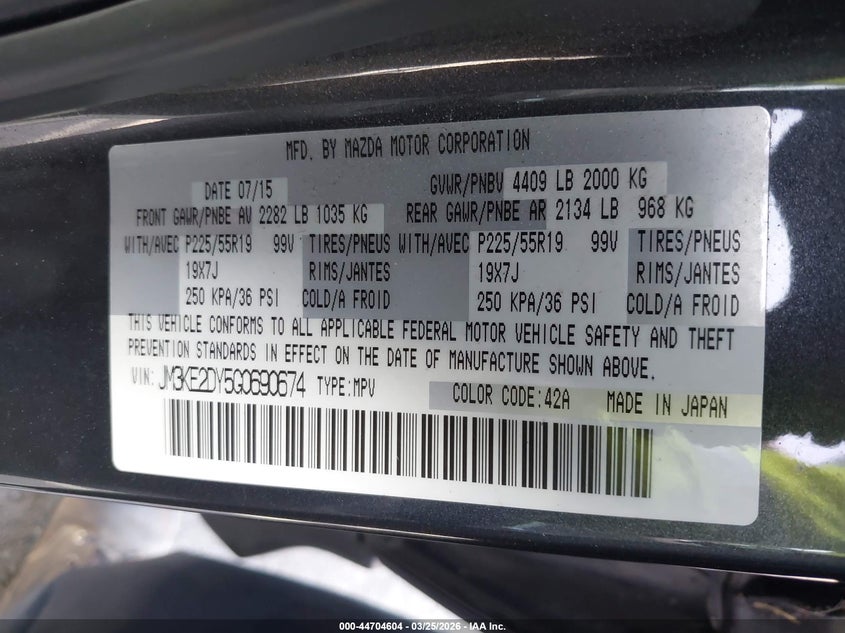 MFD. BY MAZDA MOTOR CORPORATION
DATE 07/15 GVWR/PNBV 4409 LB 2000 KG
FRONT GAWR/PNBE AV 2282 LB 1035 KG REAR GAWR/PNBE AR 2134 LB 968 KG
WITH/AVEC P225/55R19 99V TIRES/PNEUS WITH/AVEC P225/55R19 99V TIRES/PNEUS
19X7J RIMS/JANTES 19X7J RIMS/JANTES
250 KPA/36 PSI COLD/A FROID 250 KPA/36 PSI COLD/A FROID
THIS VEHICLE CONFORMS TO ALL APPLICABLE FEDERAL MOTOR VEHICLE SAFETY AND THEFT
PREVENTION STANDARDS IN EFFECT ON THE DATE OF MANUFACTURE SHOWN ABOVE.
VIN: JM3KE2DY5G0690674 TYPE:MPV COLOR CODE:42A MADE IN JAPAN
000-44704604 | 03/25/2026 | IAA Inc.